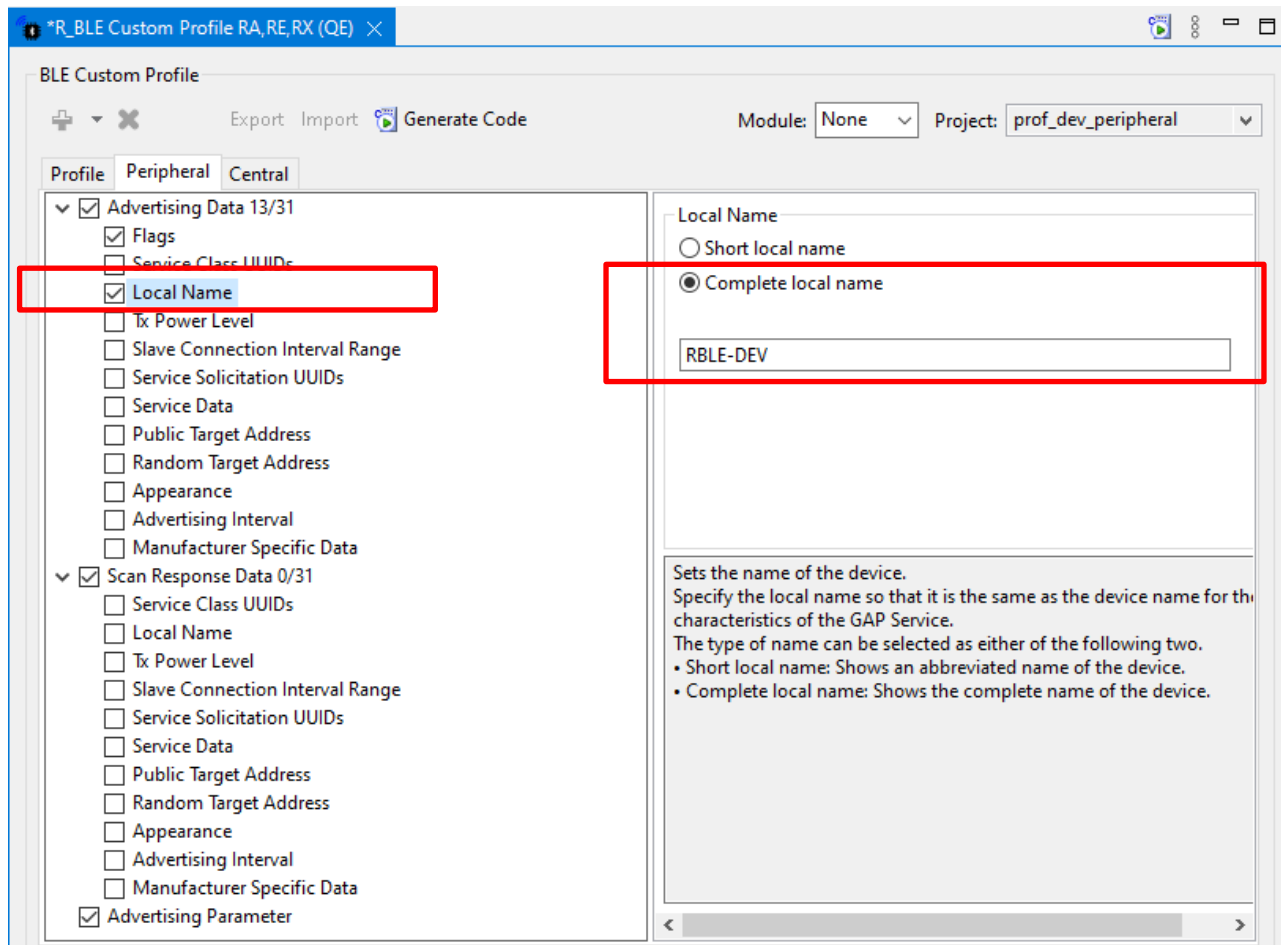 *R_BLE Custom Profile RA,RE,RX (QE)
BLE Custom Profile
Export Import Generate Code Module: None Project: prof_dev_peripheral
Profile Peripheral Central
Advertising Data 13/31
Flags
Service Class UUIDs
Local Name
Tx Power Level
Slave Connection Interval Range
Service Solicitation UUIDs
Service Data
Public Target Address
Random Target Address
Appearance
Advertising Interval
Manufacturer Specific Data
Scan Response Data 0/31
Service Class UUIDs
Local Name
Tx Power Level
Slave Connection Interval Range
Service Solicitation UUIDs
Service Data
Public Target Address
Random Target Address
Appearance
Advertising Interval
Manufacturer Specific Data
Advertising Parameter
Local Name
Short local name
Complete local name
RBLE-DEV
Sets the name of the device.
Specify the local name so that it is the same as the device name for the
characteristics of the GAP Service.
The type of name can be selected as either of the following two.
• Short local name: Shows an abbreviated name of the device.
• Complete local name: Shows the complete name of the device.